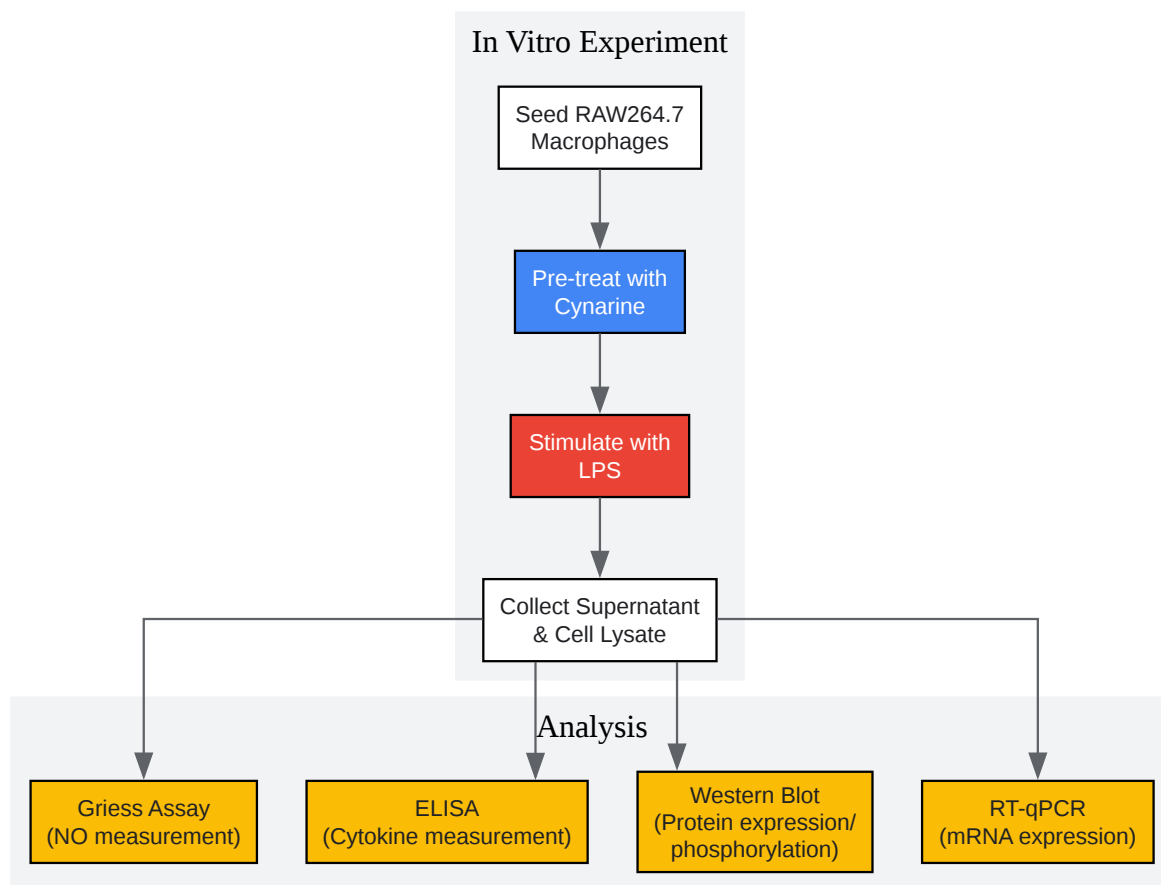 In Vitro Experiment
Seed RAW264.7
Macrophages
Pre-treat with
Cynarine
Stimulate with
LPS
Collect Supernatant
& Cell Lysate
Analysis
Griess Assay
(NO measurement)
ELISA
(Cytokine measurement)
Western Blot
(Protein expression/
phosphorylation)
RT-qPCR
(mRNA expression)